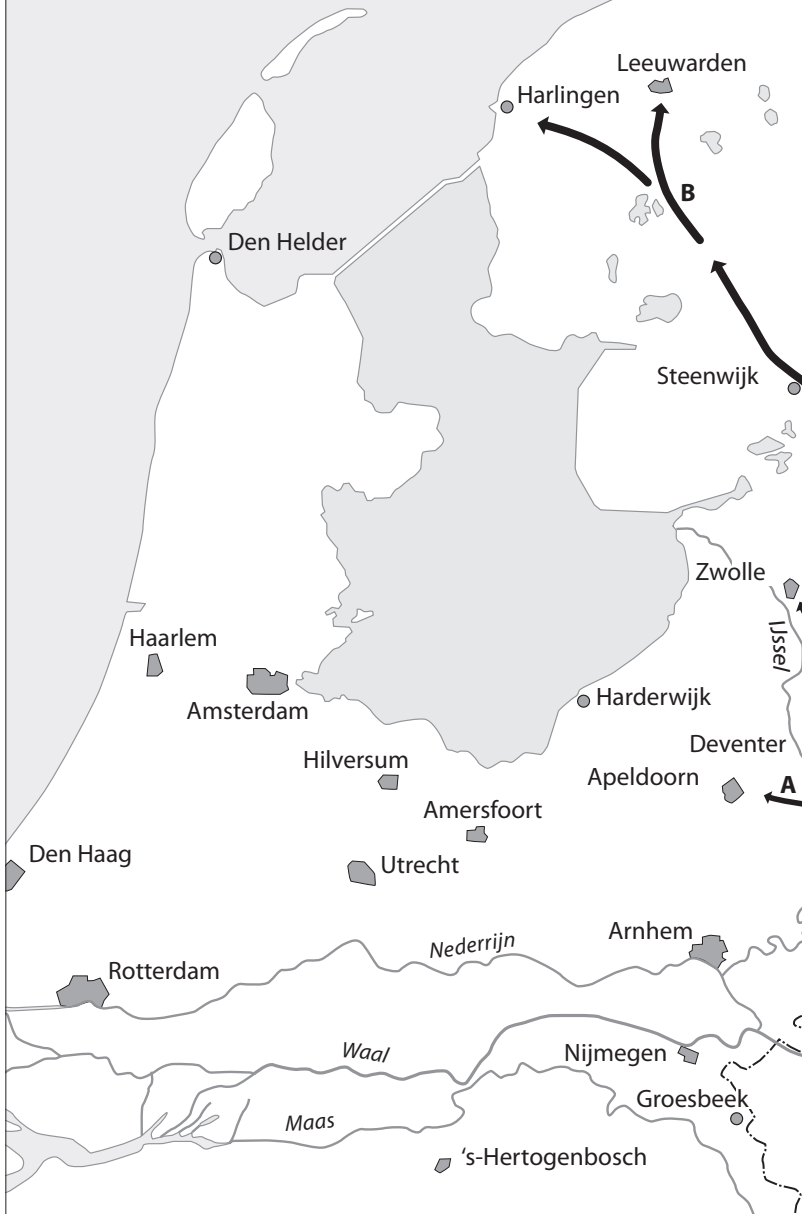 Leeuwarden
Harlingen
B
Den Helder
Steenwijk
Zwolle
IJssel
Haarlem
Amsterdam
Harderwijk
Deventer
Hilversum
Apeldoorn
A
Amersfoort
Den Haag
Utrecht
Arnhem
Nederrijn
Rotterdam
Waal
Nijmegen
Groesbeek
Maas
's-Hertogenbosch